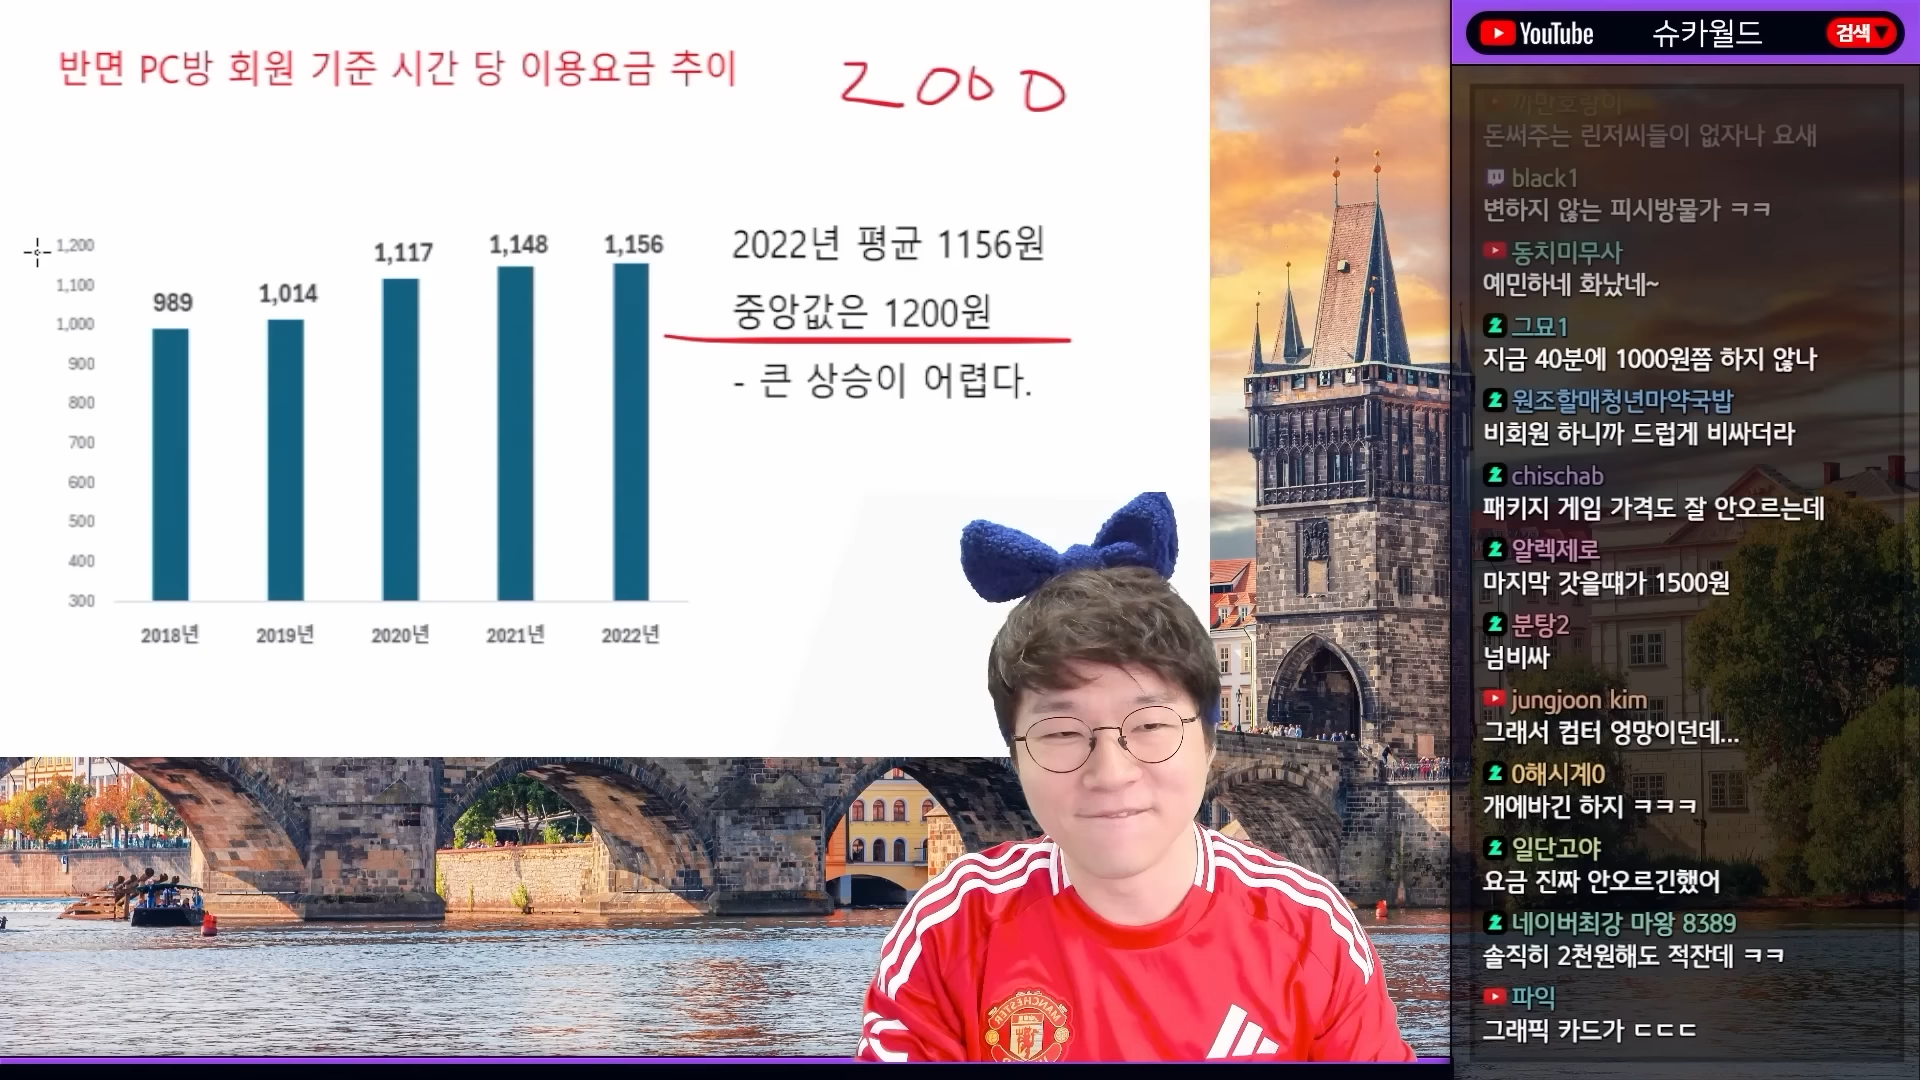 반면 PC방 회원 기준 시간 당 이용요금 추이
2000
1,200
1,100
1,000
900
800
700
600
500
400
300
989
1,014
1,117
1,148
1,156
2018년
2019년
2020년
2021년
2022년
2022년 평균 1156원
중앙값은 1200원
- 큰 상승이 어렵다.
YouTube
슈카월드
검색
까만호랑이
돈써주는 린저씨들이 없자나 요새
black1
변하지 않는 피시방물가 ㅋㅋ
동치미무사
예민하네 화났네~
그묘1
지금 40분에 1000원쯤 하지 않나
원조할매청년마약국밥
비회원 하니까 드럽게 비싸더라
chischab
패키지 게임 가격도 잘 안오르는데
알렉제로
마지막 갓을떄가 1500원
분탕2
넘비싸
jungjoon kim
그래서 컴터 엉망이던데...
0해시계0
개에바긴 하지 ㅋㅋㅋ
일단고야
요금 진짜 안오르긴했어
네이버최강 마왕 8389
솔직히 2천원해도 적잔데 ㅋㅋ
파익
그래픽 카드가 ㄷㄷㄷ